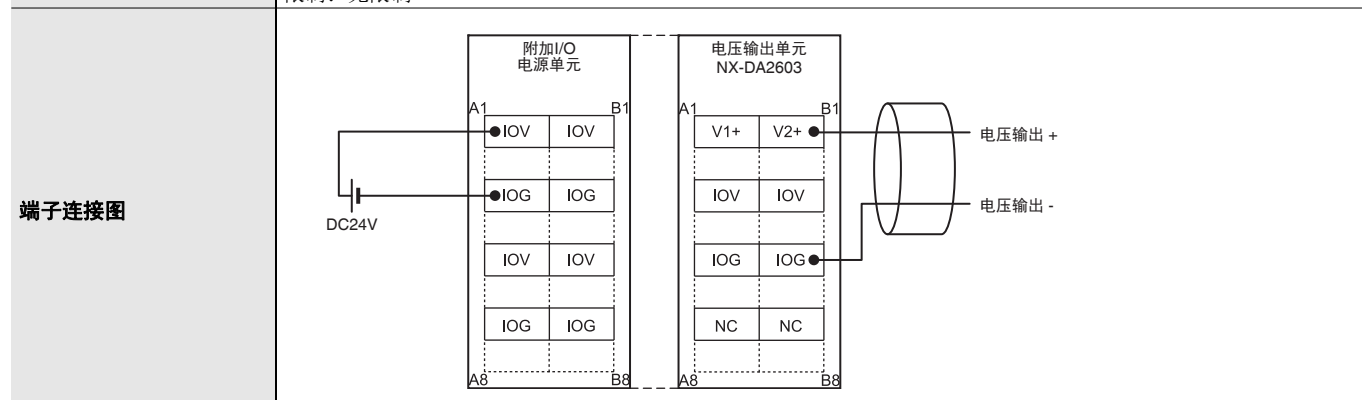 端子连接图
附加I/O
电源单元
A1 B1
IOV IOV
IOG IOG
IOV IOV
IOG IOG
A8 B8
DC24V
电压输出单元
NX-DA2603
A1 B1
V1+ V2+
IOV IOV
IOG IOG
NC NC
A8 B8
电压输出 +
电压输出 -